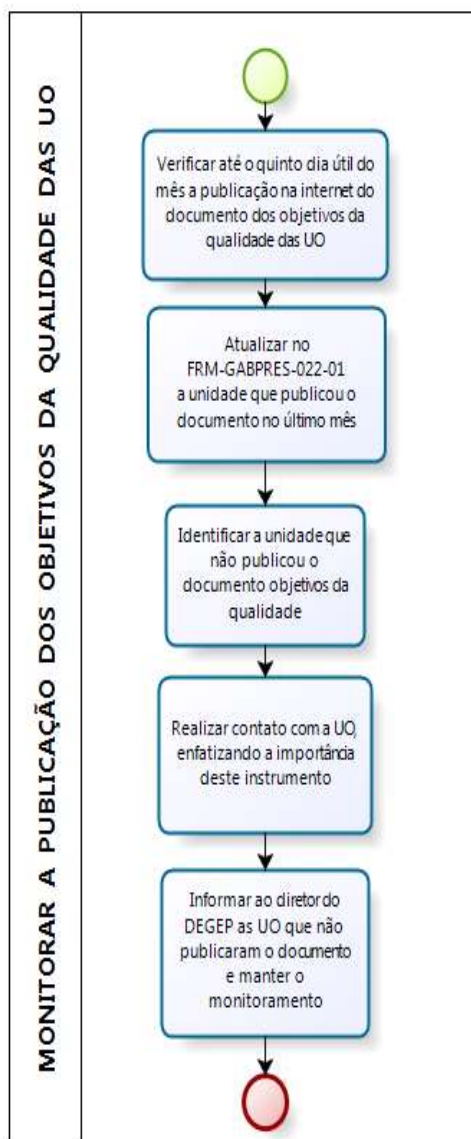 MONITORAR A PUBLICAÇÃO DOS OBJETIVOS DA QUALIDADE DAS UO
Verificar até o quinto dia útil do
mês a publicação na internet do
documento dos objetivos da
qualidade das UO
Atualizar no
FRM-GABPRES-022-01
a unidade que publicou o
documento no último mês
Identificar a unidade que
não publicou o
documento objetivos da
qualidade
Realizar contato com a UO,
enfatizando a importância
deste instrumento
Informar ao diretor do
DEGEP as UO que não
publicaram o documento
e manter o
monitoramento